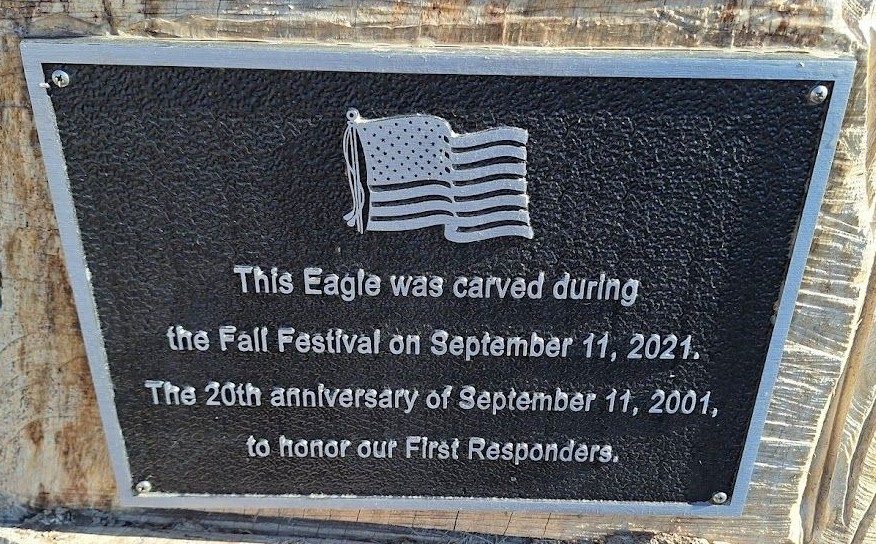 This Eagle was carved during
the Fall Festival on September 11, 2021.
The 20th anniversary of September 11, 2001,
to honor our First Responders.